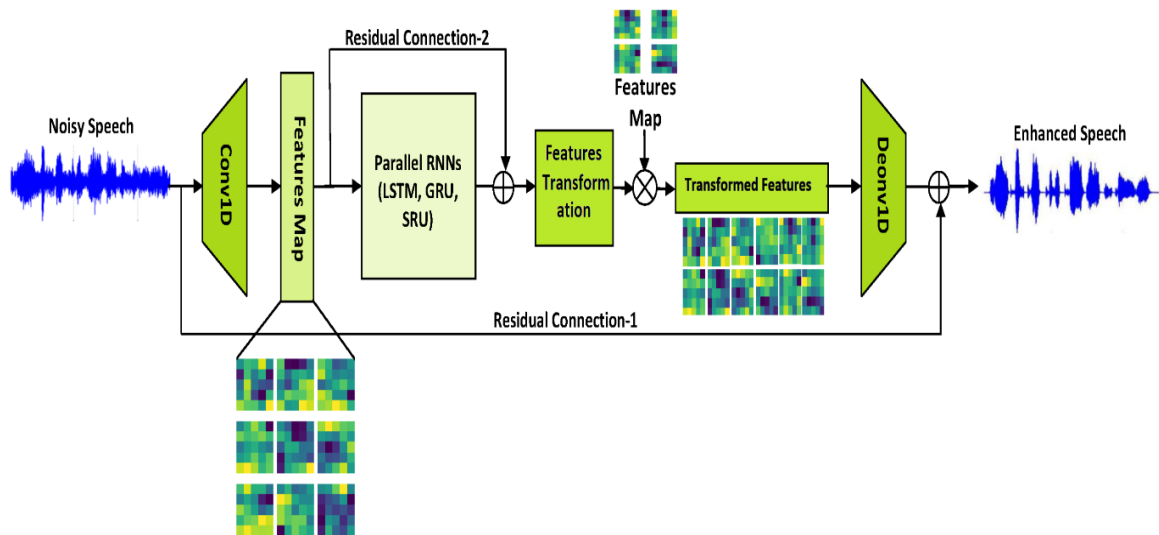 Residual Connection-2
Features
Map
Noisy Speech
Conv1D
Features Map
Parallel RNNs
(LSTM, GRU,
SRU)
Features
Transform
ation
Transformed Features
Deonv1D
Enhanced Speech
Residual Connection-1